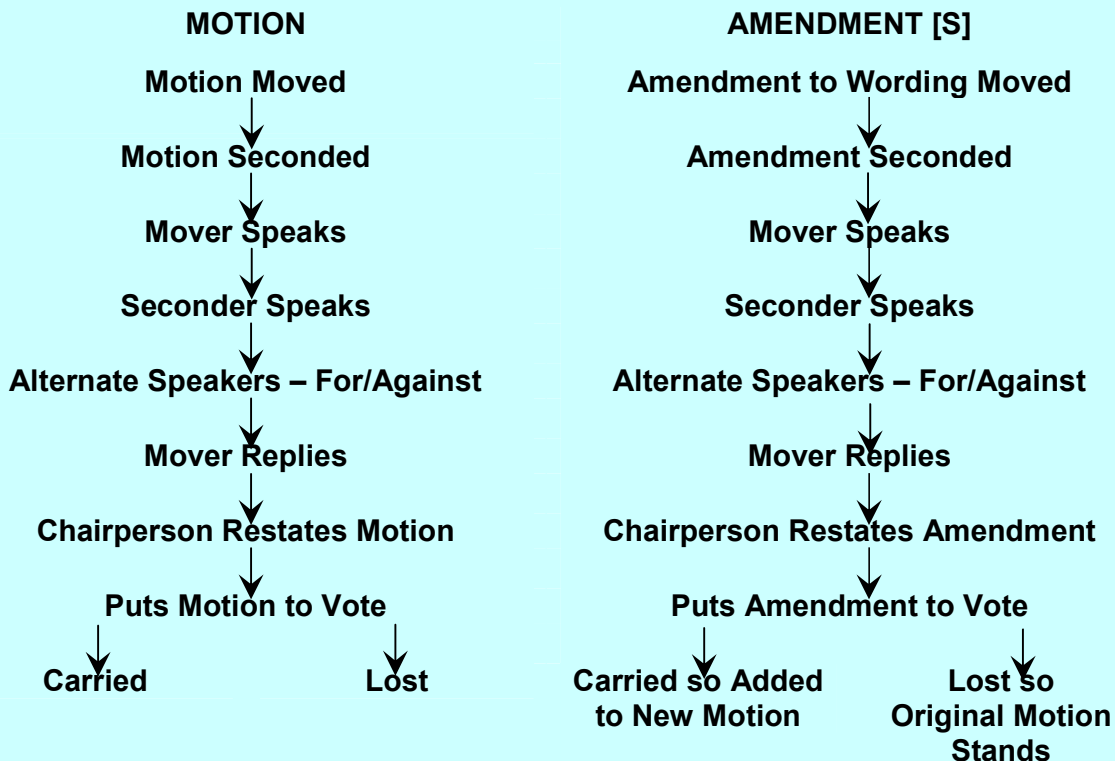 MOTION
Motion Moved
Motion Seconded
Mover Speaks
Seconder Speaks
Alternate Speakers – For/Against
Mover Replies
Chairperson Restates Motion
Puts Motion to Vote
Carried
Lost
AMENDMENT [S]
Amendment to Wording Moved
Amendment Seconded
Mover Speaks
Seconder Speaks
Alternate Speakers – For/Against
Mover Replies
Chairperson Restates Amendment
Puts Amendment to Vote
Carried so Added
to New Motion
Lost so
Original Motion
Stands